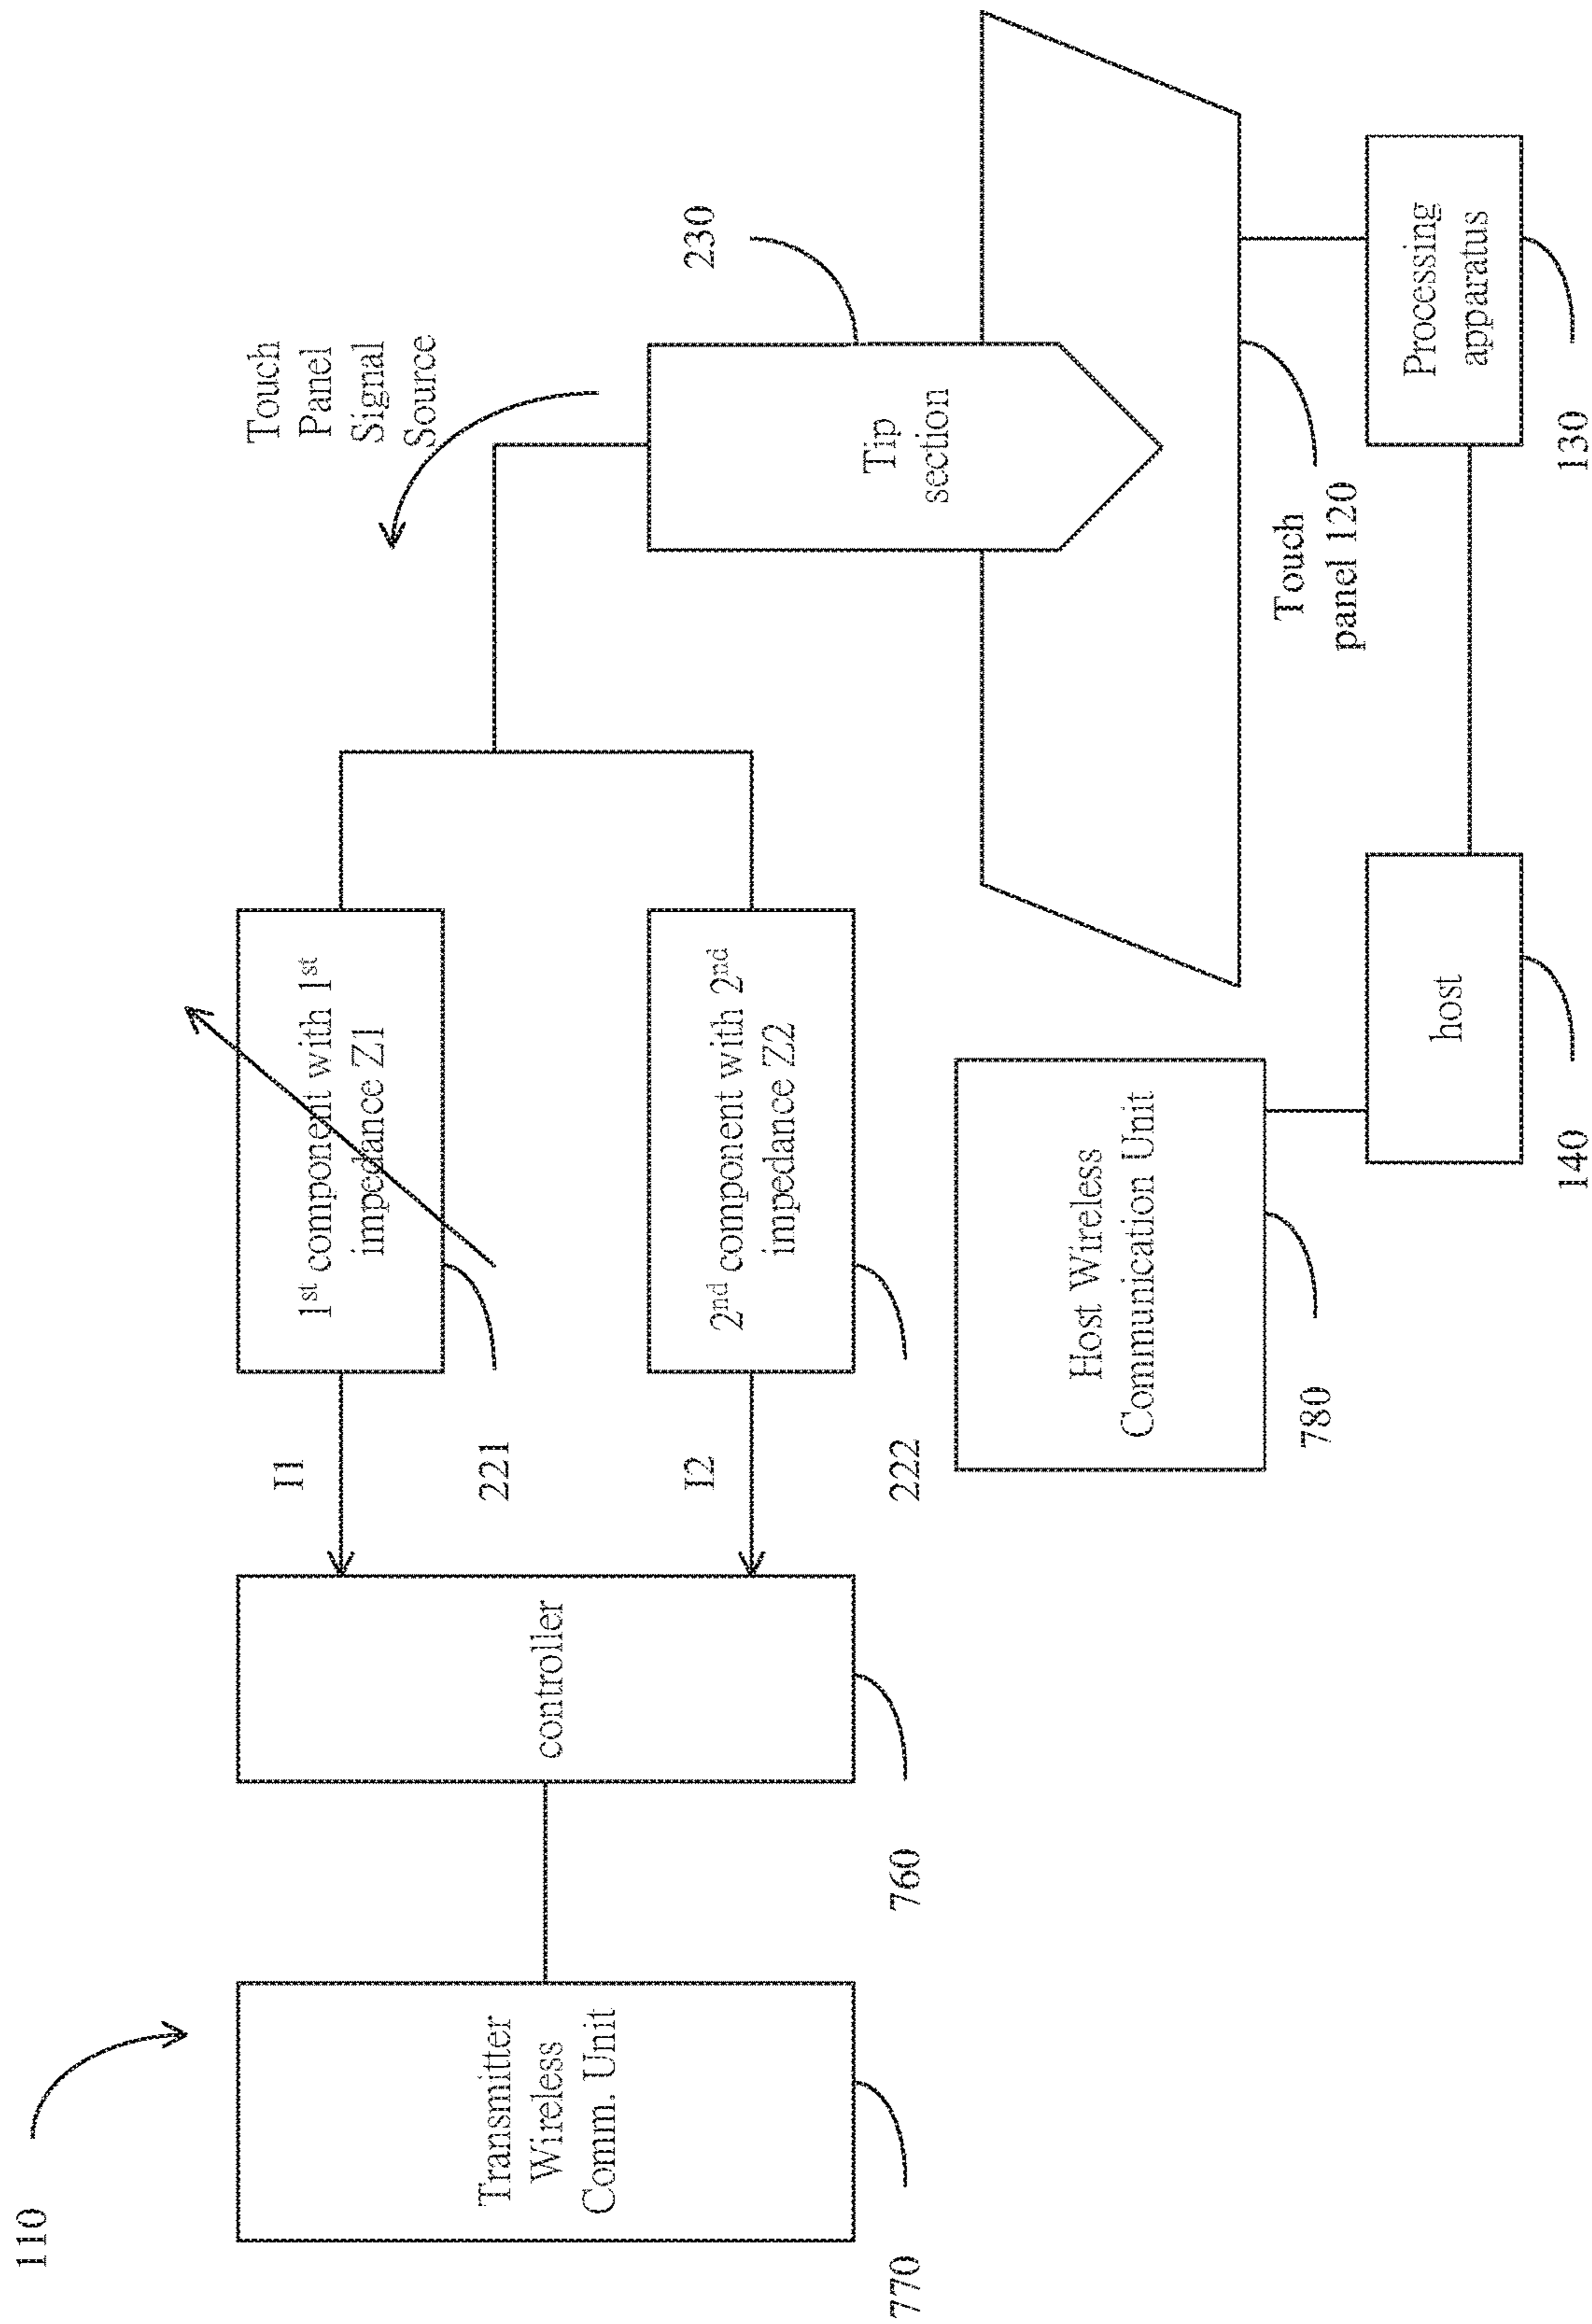 110
Transmitter
Wireless
Comm. Unit
770
controller
760
I1
I2
1st component with 1st
impedance Z1
221
2nd component with 2nd
impedance Z2
222
Touch
Panel
Signal
Source
230
Tip
section
Touch
panel 120
Host Wireless
Communication Unit
780
host
140
Processing
apparatus
130